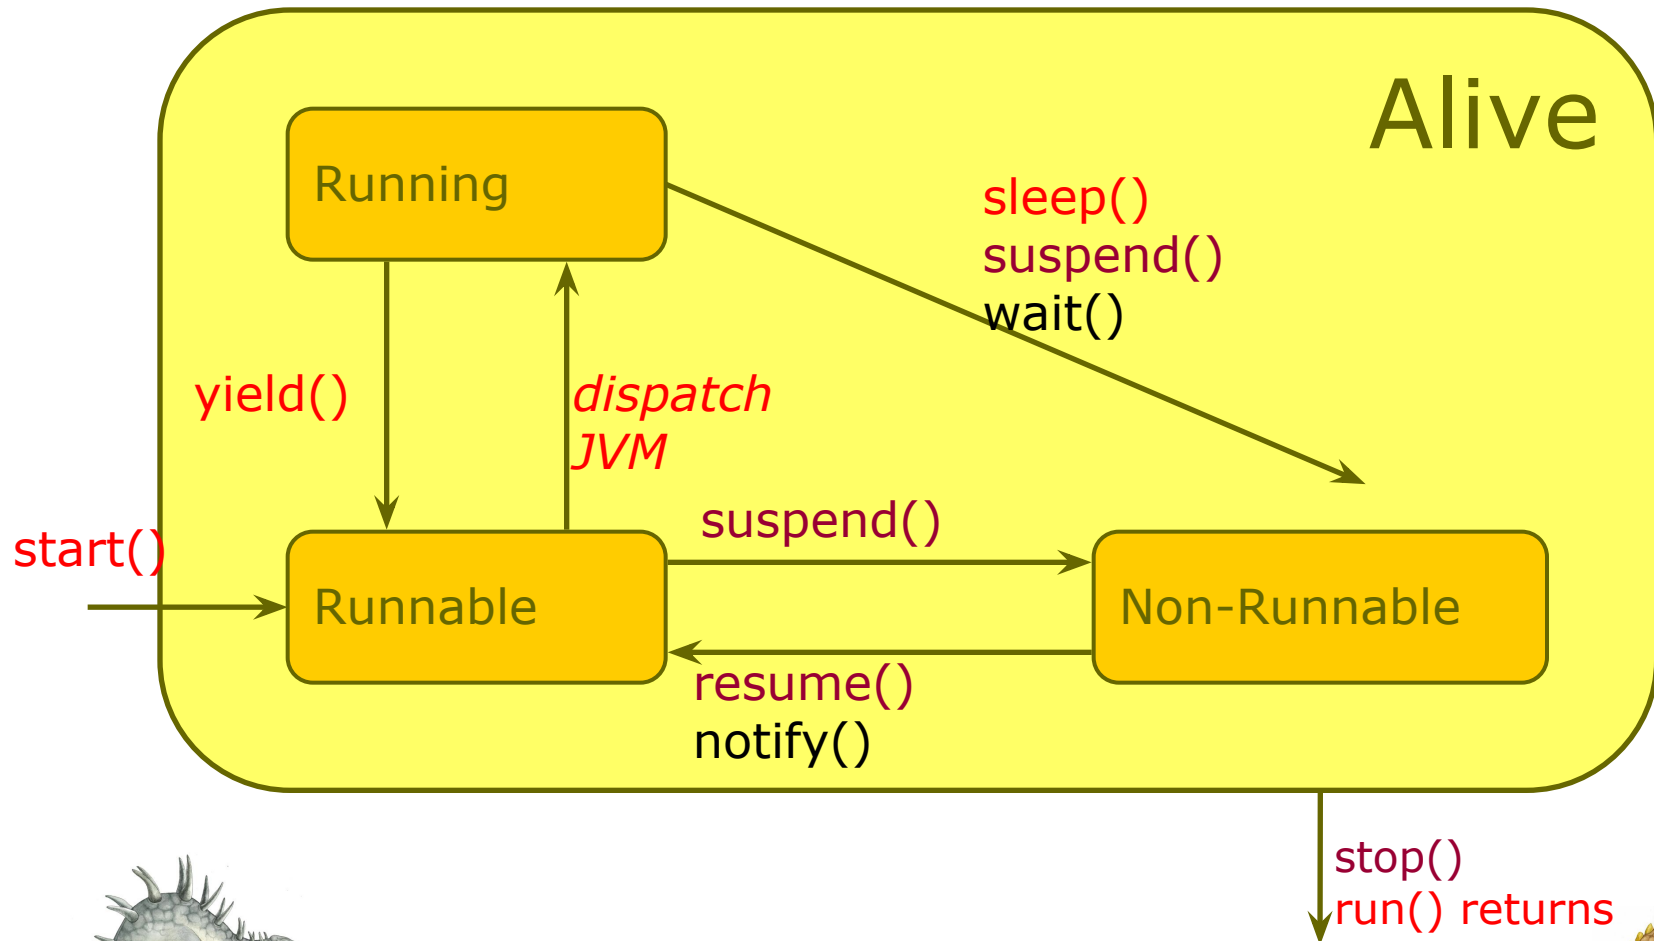 Alive
Running
sleep()
suspend()
wait()
yield()
dispatch
JVM
suspend()
start()
Runnable
Non-Runnable
resume()
notify()
stop()
run() returns